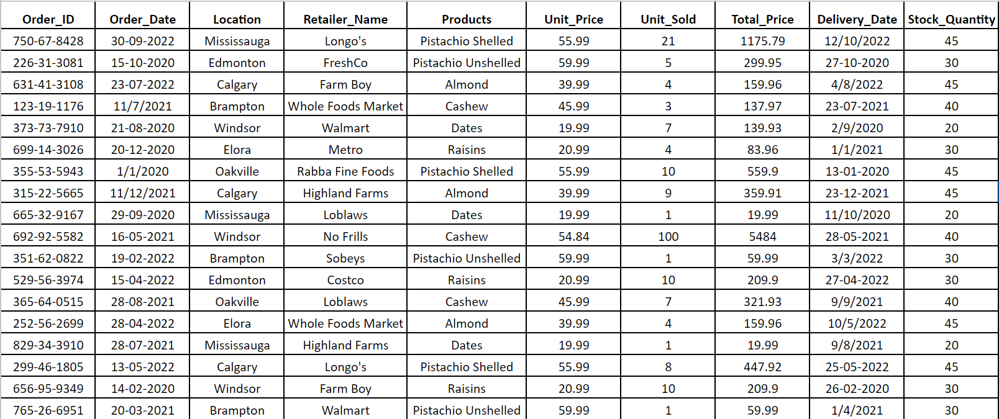 Order_ID Order_Date Location Retailer_Name Products Unit_Price Unit_Sold Total_Price Delivery_Date Stock_Quantity
750-67-8428 30-09-2022 Mississauga Longo's Pistachio Shelled 55.99 21 1175.79 12/10/2022 45
226-31-3081 15-10-2020 Edmonton FreshCo Pistachio Unshelled 59.99 5 299.95 27-10-2020 30
631-41-3108 23-07-2022 Calgary Farm Boy Almond 39.99 4 159.96 4/8/2022 45
123-19-1176 11/7/2021 Brampton Whole Foods Market Cashew 45.99 3 137.97 23-07-2021 40
373-73-7910 21-08-2020 Windsor Walmart Dates 19.99 7 139.93 2/9/2020 20
699-14-3026 20-12-2020 Elora Metro Raisins 20.99 4 83.96 1/1/2021 30
355-53-5943 1/1/2020 Oakville Rabba Fine Foods Pistachio Shelled 55.99 10 559.9 13-01-2020 45
315-22-5665 11/12/2021 Calgary Highland Farms Almond 39.99 9 359.91 23-12-2021 45
665-32-9167 29-09-2020 Mississauga Loblaws Dates 19.99 1 19.99 11/10/2020 20
692-92-5582 16-05-2021 Windsor No Frills Cashew 54.84 100 5484 28-05-2021 40
351-62-0822 19-02-2022 Brampton Sobeys Pistachio Unshelled 59.99 1 59.99 3/3/2022 30
529-56-3974 15-04-2022 Edmonton Costco Raisins 20.99 10 209.9 27-04-2022 30
365-64-0515 28-08-2021 Oakville Loblaws Cashew 45.99 7 321.93 9/9/2021 40
252-56-2699 28-04-2022 Elora Whole Foods Market Almond 39.99 4 159.96 10/5/2022 45
829-34-3910 28-07-2021 Mississauga Highland Farms Dates 19.99 1 19.99 9/8/2021 20
299-46-1805 13-05-2022 Calgary Longo's Pistachio Shelled 55.99 8 447.92 25-05-2022 45
656-95-9349 14-02-2020 Windsor Farm Boy Raisins 20.99 10 209.9 26-02-2020 30
765-26-6951 20-03-2021 Brampton Walmart Pistachio Unshelled 59.99 1 59.99 1/4/2021 30